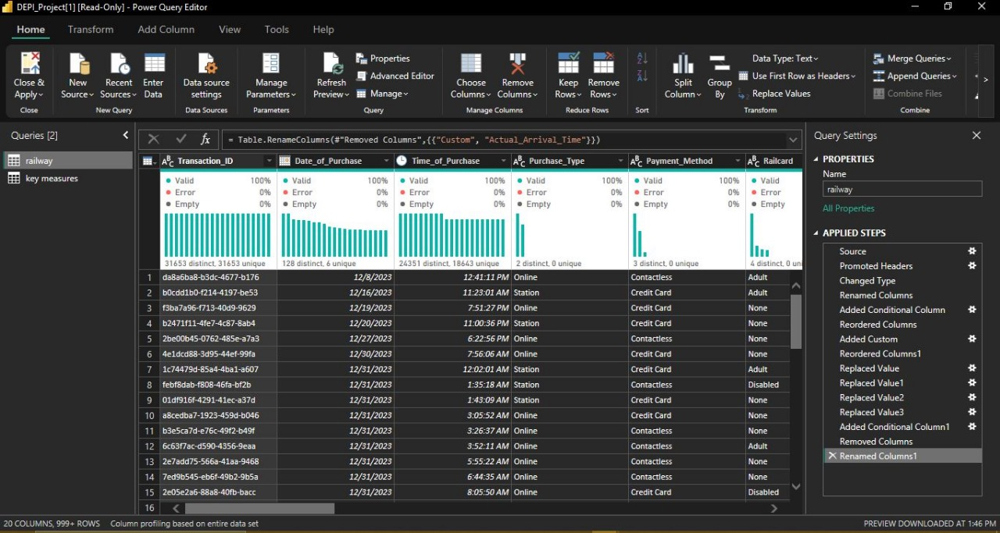 DEPI_Project[1] [Read-Only] - Power Query Editor
Home Transform Add Column View Tools Help
Close & Apply
New Source
Recent Sources
Enter Data
Data source settings
Manage Parameters
Refresh Preview
Properties
Advanced Editor
Manage
Choose Columns
Remove Columns
Keep Rows
Remove Rows
Split Column
Group By
Data Type: Text
Use First Row as Headers
Replace Values
Merge Queries
Append Queries
Combine Files
Close New Query Data Sources Parameters Query Manage Columns Reduce Rows Sort Transform Combine
Queries [2]
railway
key measures
fx = Table.RenameColumns(#"Removed Columns",{{"Custom", "Actual_Arrival_Time"}})
Transaction_ID Date_of_Purchase Time_of_Purchase Purchase_Type Payment_Method Railcard
Valid 100% Valid 100% Valid 100% Valid 100% Valid 100% Valid
Error 0% Error 0% Error 0% Error 0% Error 0% Error
Empty 0% Empty 0% Empty 0% Empty 0% Empty 0% Empty
31653 distinct, 31653 unique 128 distinct, 6 unique 24351 distinct, 18643 unique 2 distinct, 0 unique 3 distinct, 0 unique 4 distinct, 0 un
1 da8a6ba8-b3dc-4677-b176 12/8/2023 12:41:11 PM Online Contactless Adult
2 b0cdd1b0-f214-4197-be53 12/16/2023 11:23:01 AM Station Credit Card Adult
3 f3ba7a96-f713-40d9-9629 12/19/2023 7:51:27 PM Online Credit Card None
4 b2471f11-4fe7-4c87-8ab4 12/20/2023 11:00:36 PM Station Credit Card None
5 2be00b45-0762-485e-a7a3 12/27/2023 6:22:56 PM Online Contactless None
6 4e1dcd88-3d95-44ef-99fa 12/30/2023 7:56:06 AM Online Credit Card None
7 1c74479d-85a4-4ba1-a607 12/31/2023 12:02:01 AM Station Credit Card Adult
8 febf8dab-f808-46fa-bf2b 12/31/2023 1:35:18 AM Station Contactless Disabled
9 01df916f-4291-41ec-a37d 12/31/2023 1:43:09 AM Station Credit Card None
10 a8cedba7-1923-459d-b046 12/31/2023 3:05:52 AM Online Credit Card None
11 b3e5ca7d-e76c-49f2-b49f 12/31/2023 3:26:37 AM Online Contactless None
12 6c63f7ac-d590-4356-9eaa 12/31/2023 3:52:11 AM Online Contactless Adult
13 2e7add75-566a-41aa-9468 12/31/2023 5:55:22 AM Online Contactless None
14 7ed9b545-eb6f-49b2-9b5a 12/31/2023 6:44:35 AM Online Contactless None
15 2e05e2a6-88a8-40fb-bacc 12/31/2023 8:05:50 AM Online Credit Card Disabled
16
Query Settings
PROPERTIES
Name
railway
All Properties
APPLIED STEPS
Source
Promoted Headers
Changed Type
Renamed Columns
Added Conditional Column
Reordered Columns
Added Custom
Reordered Columns1
Replaced Value
Replaced Value1
Replaced Value2
Replaced Value3
Added Conditional Column1
Removed Columns
Renamed Columns1
20 COLUMNS, 999+ ROWS Column profiling based on entire data set PREVIEW DOWNLOADED AT 1:46 PM